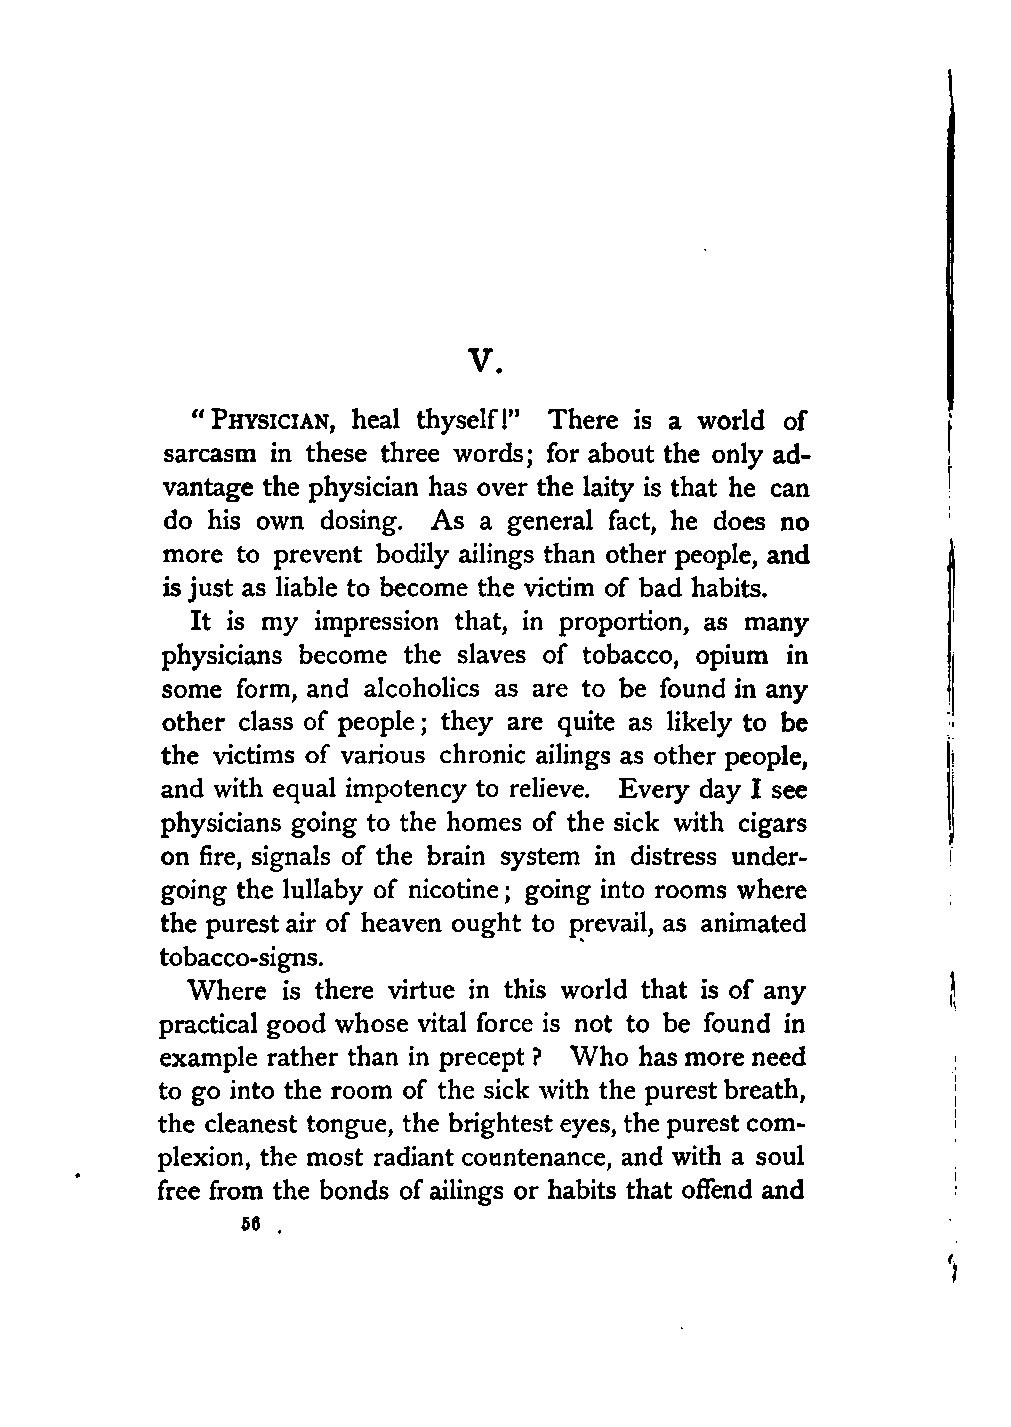 V.
“Physician, heal thyself!” There is a world of
sarcasm in these three words; for about the only ad-
vantage the physician has over the laity is that he can
do his own dosing. As a general fact, he does no
more to prevent bodily ailings than other people, and
is just as liable to become the victim of bad habits.
It is my impression that, in proportion, as many
physicians become the slaves of tobacco, opium in
some form, and alcoholics as are to be found in any
other class of people; they are quite as likely to be
the victims of various chronic ailings as other people,
and with equal impotency to relieve. Every day I see
physicians going to the homes of the sick with cigars
on fire, signals of the brain system in distress under-
going the lullaby of nicotine; going into rooms where
the purest air of heaven ought to prevail, as animated
tobacco-signs.
Where is there virtue in this world that is of any
practical good whose vital force is not to be found in
example rather than in precept? Who has more need
to go into the room of the sick with the purest breath,
the cleanest tongue, the brightest eyes, the purest com-
plexion, the most radiant countenance, and with a soul
free from the bonds of ailings or habits that offend and
56